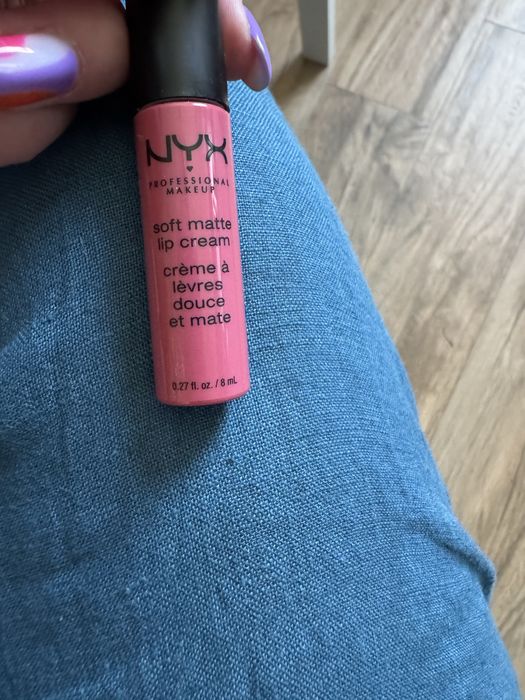 NYX
PROFESSIONAL
MAKEUP
soft matte
lip cream
crème à
lèvres
douce
et mate
0.27 fl. oz. / 8 mL